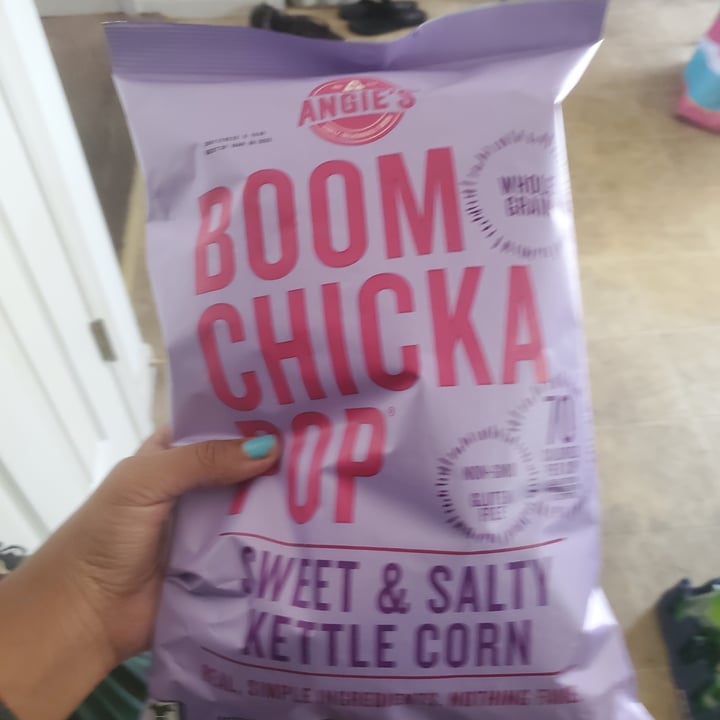 ANGIE'S
BOOM
WHOLE
GRAIN
CHICKA
POP®
70
NON-GMO
GLUTEN
FREE
SWEET & SALTY
KETTLE CORN
REAL, SIMPLE INGREDIENTS. NOTHING FAKE